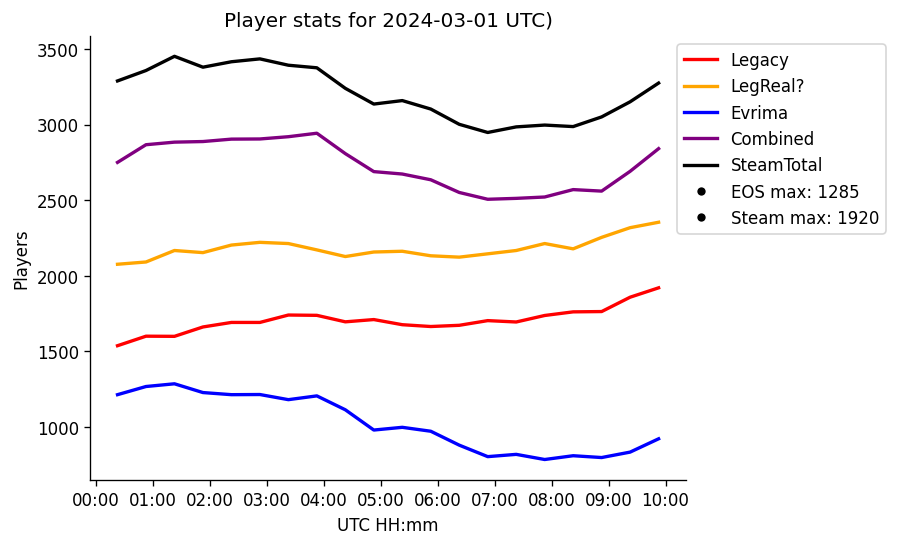 Player stats for 2024-03-01 UTC)
3500
3000
2500
2000
1500
1000
Players
00:00 01:00 02:00 03:00 04:00 05:00 06:00 07:00 08:00 09:00 10:00
UTC HH:mm
Legacy
LegReal?
Evrima
Combined
SteamTotal
EOS max: 1285
Steam max: 1920